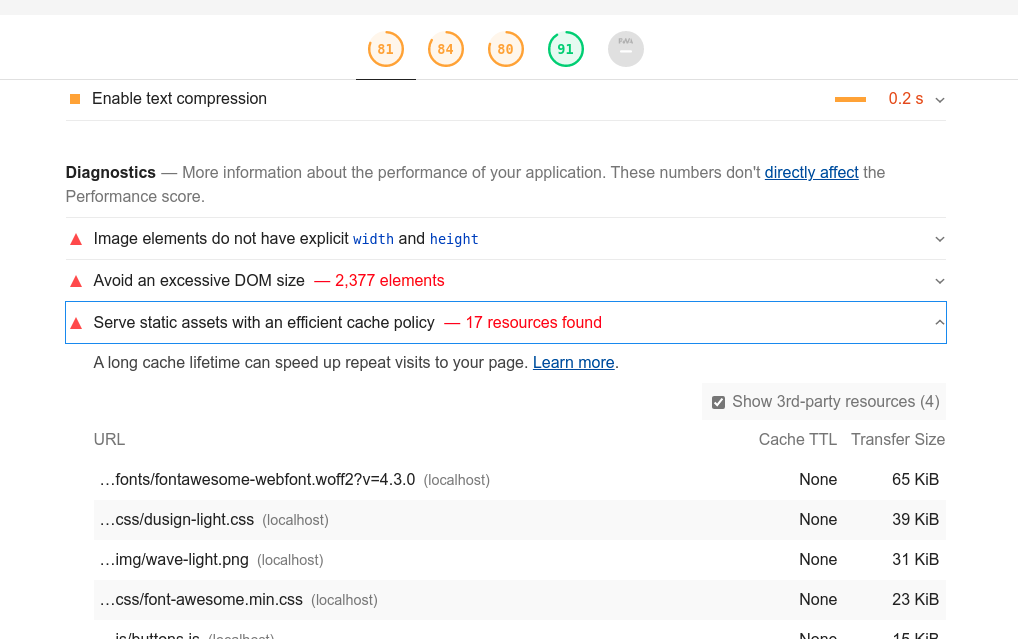 81 84 80 91 PWA
Enable text compression 0.2 s
Diagnostics — More information about the performance of your application. These numbers don't directly affect the
Performance score.
Image elements do not have explicit width and height
Avoid an excessive DOM size — 2,377 elements
Serve static assets with an efficient cache policy — 17 resources found
A long cache lifetime can speed up repeat visits to your page. Learn more.
Show 3rd-party resources (4)
URL Cache TTL Transfer Size
…fonts/fontawesome-webfont.woff2?v=4.3.0 (localhost) None 65 KiB
…css/dusign-light.css (localhost) None 39 KiB
…img/wave-light.png (localhost) None 31 KiB
…css/font-awesome.min.css (localhost) None 23 KiB
…js/buttons.js (localhost) None 15 KiB